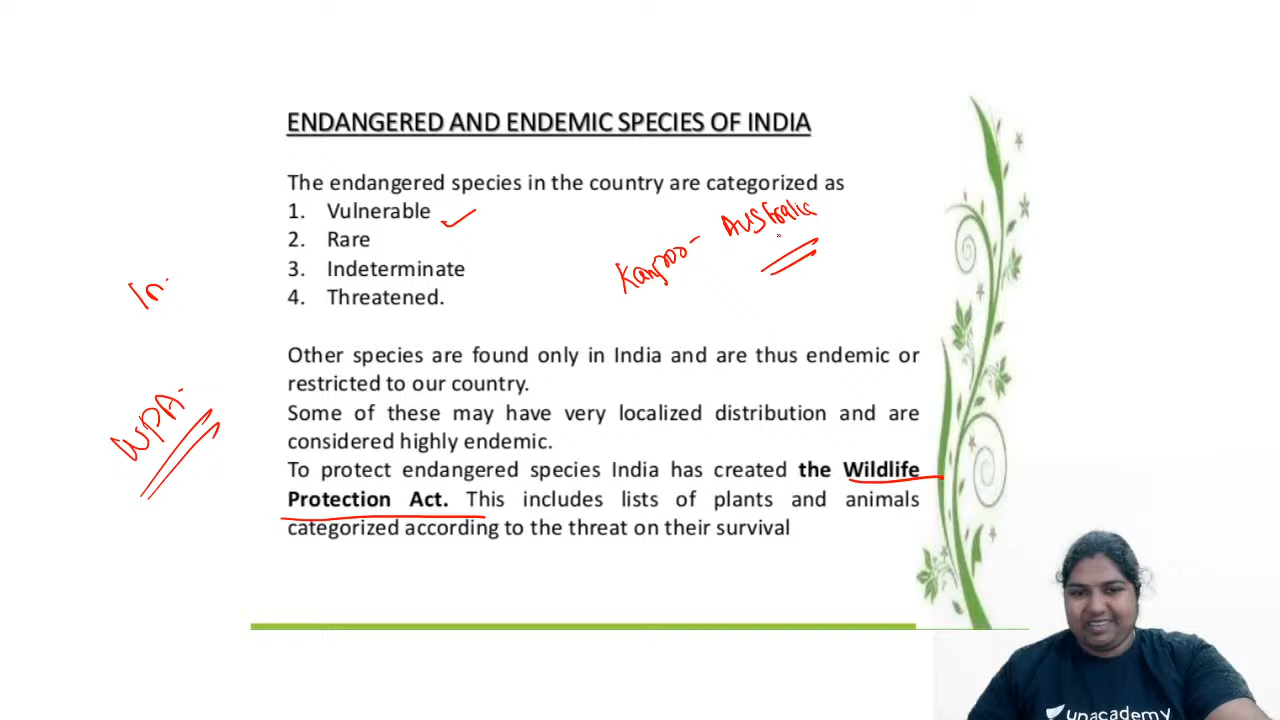 ENDANGERED AND ENDEMIC SPECIES OF INDIA
The endangered species in the country are categorized as
1. Vulnerable
2. Rare
3. Indeterminate
4. Threatened.
Kangroo - Australia
In.
Other species are found only in India and are thus endemic or
restricted to our country.
Some of these may have very localized distribution and are
considered highly endemic.
WPA-
To protect endangered species India has created the Wildlife
Protection Act. This includes lists of plants and animals
categorized according to the threat on their survival
unacademy